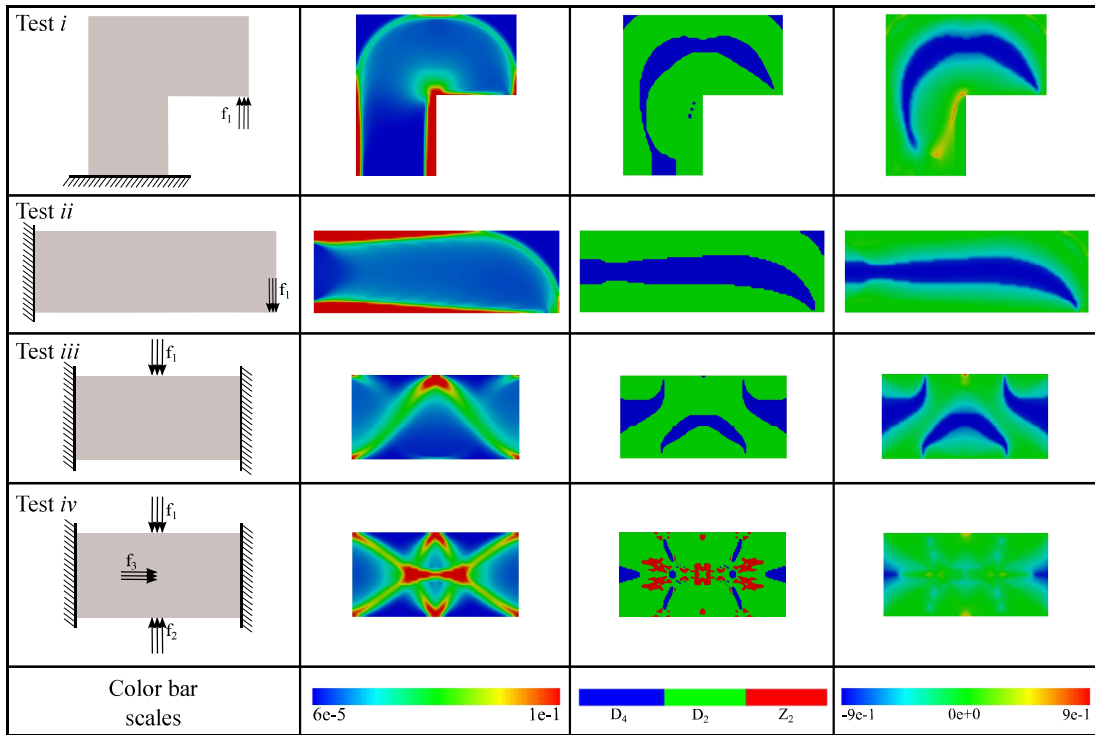 Test i
f₁
Test ii
f₁
Test iii
f₁
Test iv
f₁
f₃
f₂
Color bar
scales
6e-5 1e-1
D₄ D₂ Z₂
-9e-1 0e+0 9e-1